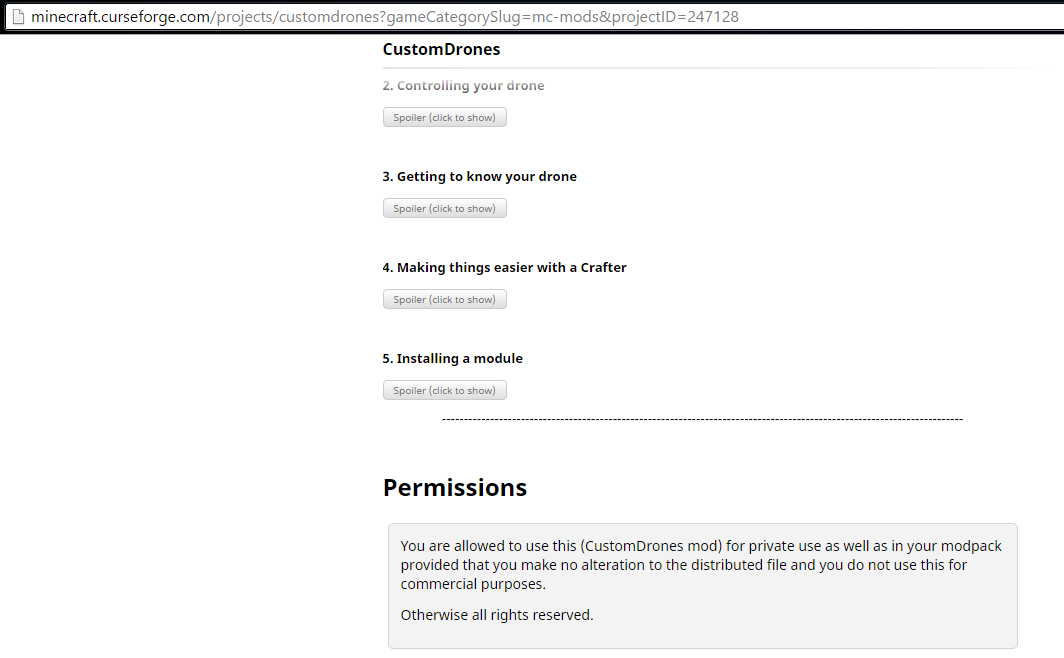 minecraft.curseforge.com/projects/customdrones?gameCategorySlug=mc-mods&projectID=247128
CustomDrones
2. Controlling your drone
Spoiler (click to show)
3. Getting to know your drone
Spoiler (click to show)
4. Making things easier with a Crafter
Spoiler (click to show)
5. Installing a module
Spoiler (click to show)
--------------------------------------------------------------------------------------------------------------------
Permissions
You are allowed to use this (CustomDrones mod) for private use as well as in your modpack
provided that you make no alteration to the distributed file and you do not use this for
commercial purposes.
Otherwise all rights reserved.